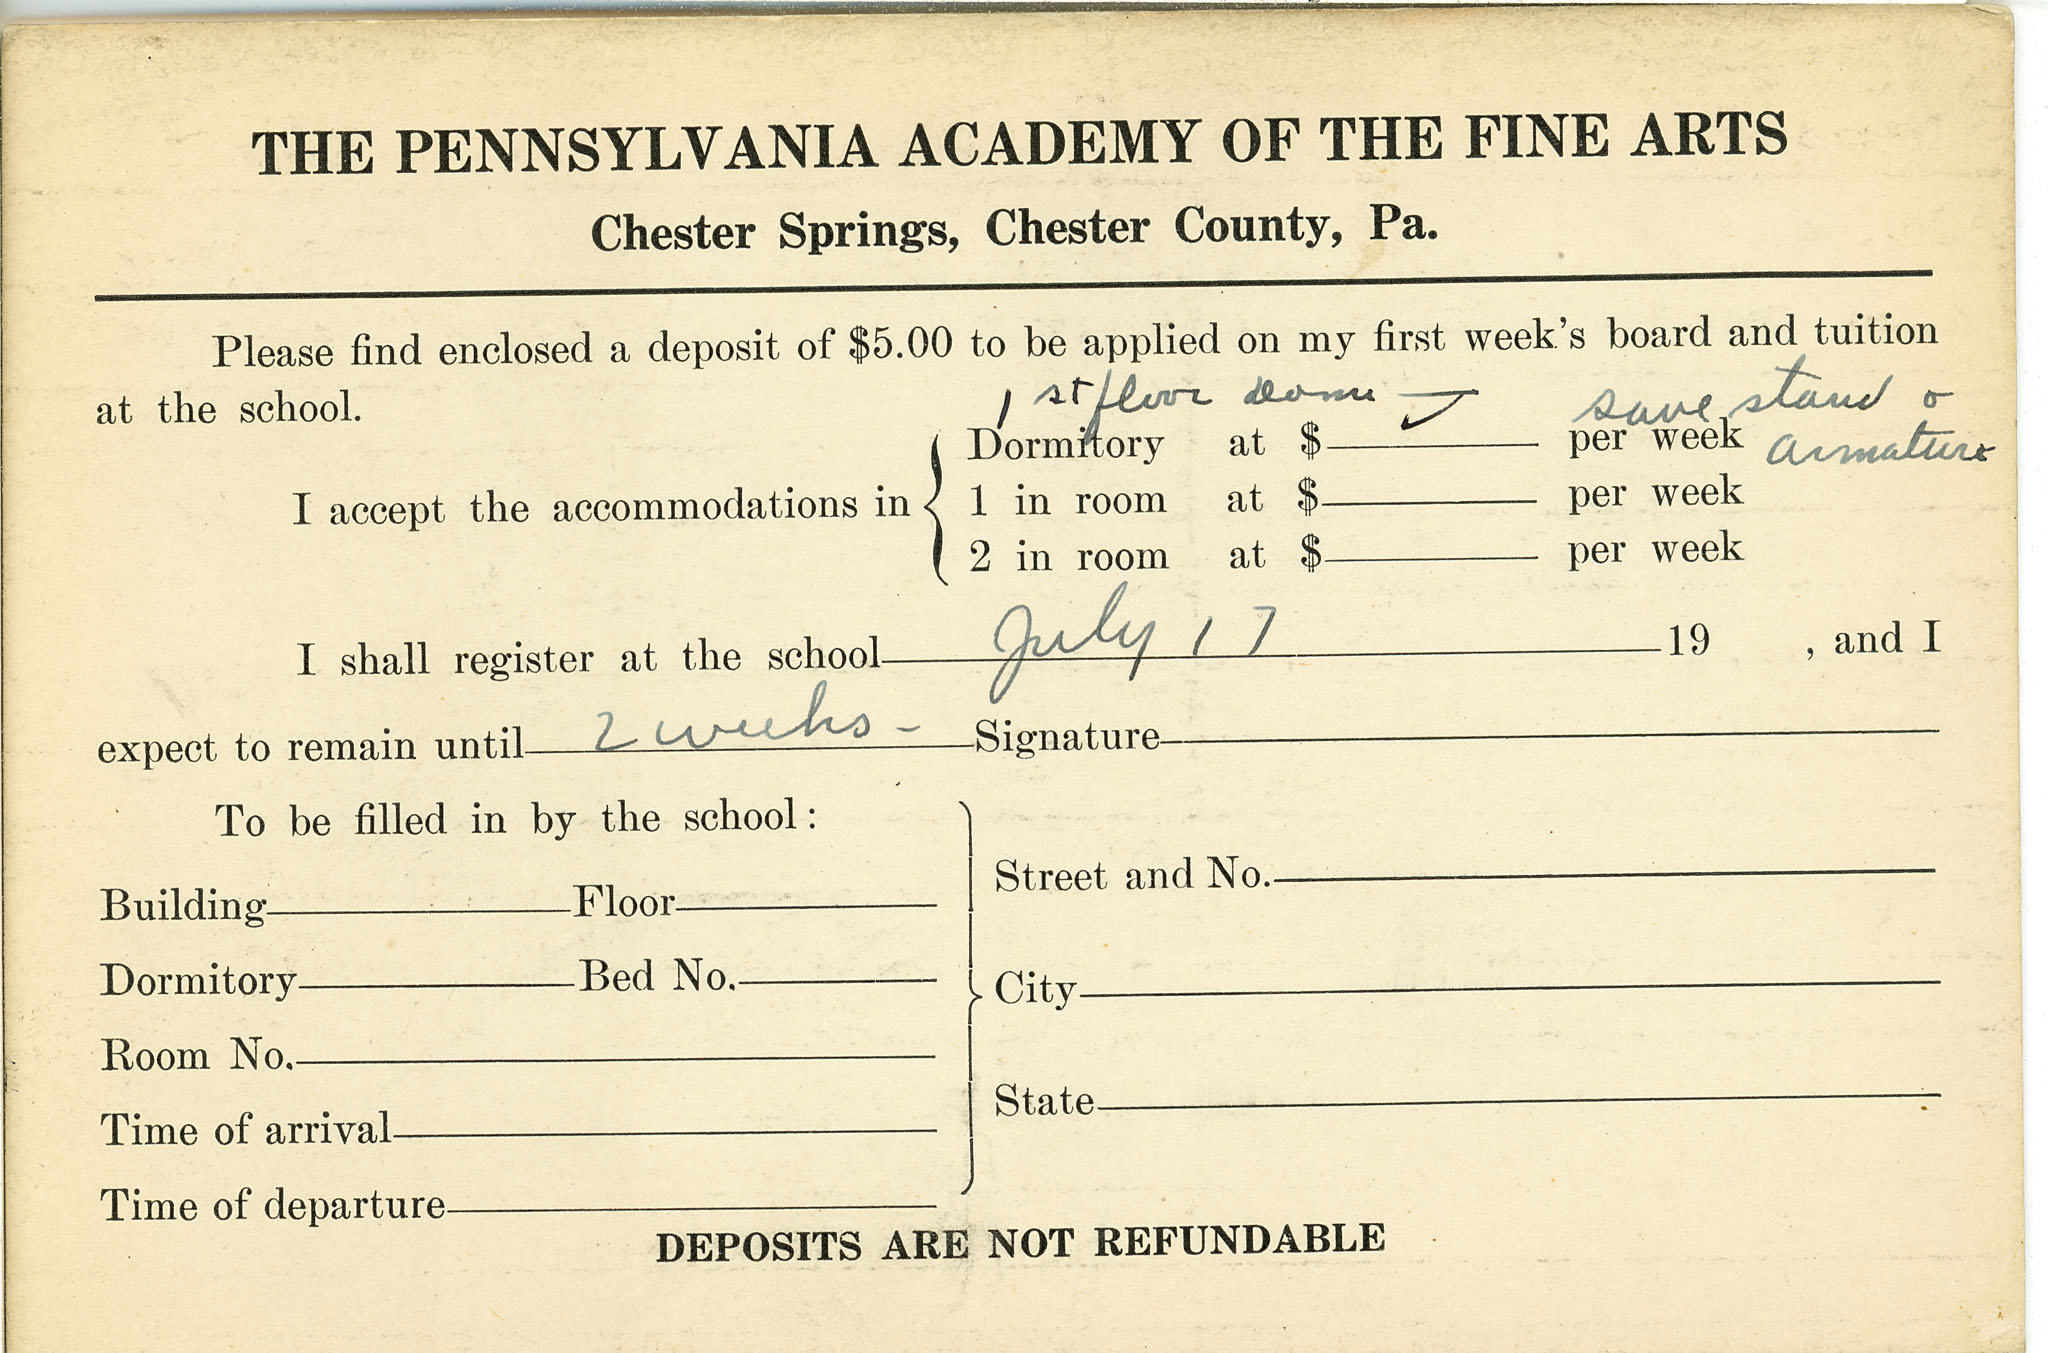 THE PENNSYLVANIA ACADEMY OF THE FINE ARTS
Chester Springs, Chester County, Pa.
Please find enclosed a deposit of $5.00 to be applied on my first week's board and tuition
at the school.
1st floor Dorm save stand &
armature
I accept the accommodations in
Dormitory at $ per week
1 in room at $ per week
2 in room at $ per week
I shall register at the school July 17 19 , and I
expect to remain until 2 weeks - Signature
To be filled in by the school:
Building Floor
Dormitory Bed No.
Room No.
Time of arrival
Time of departure
Street and No.
City
State
DEPOSITS ARE NOT REFUNDABLE